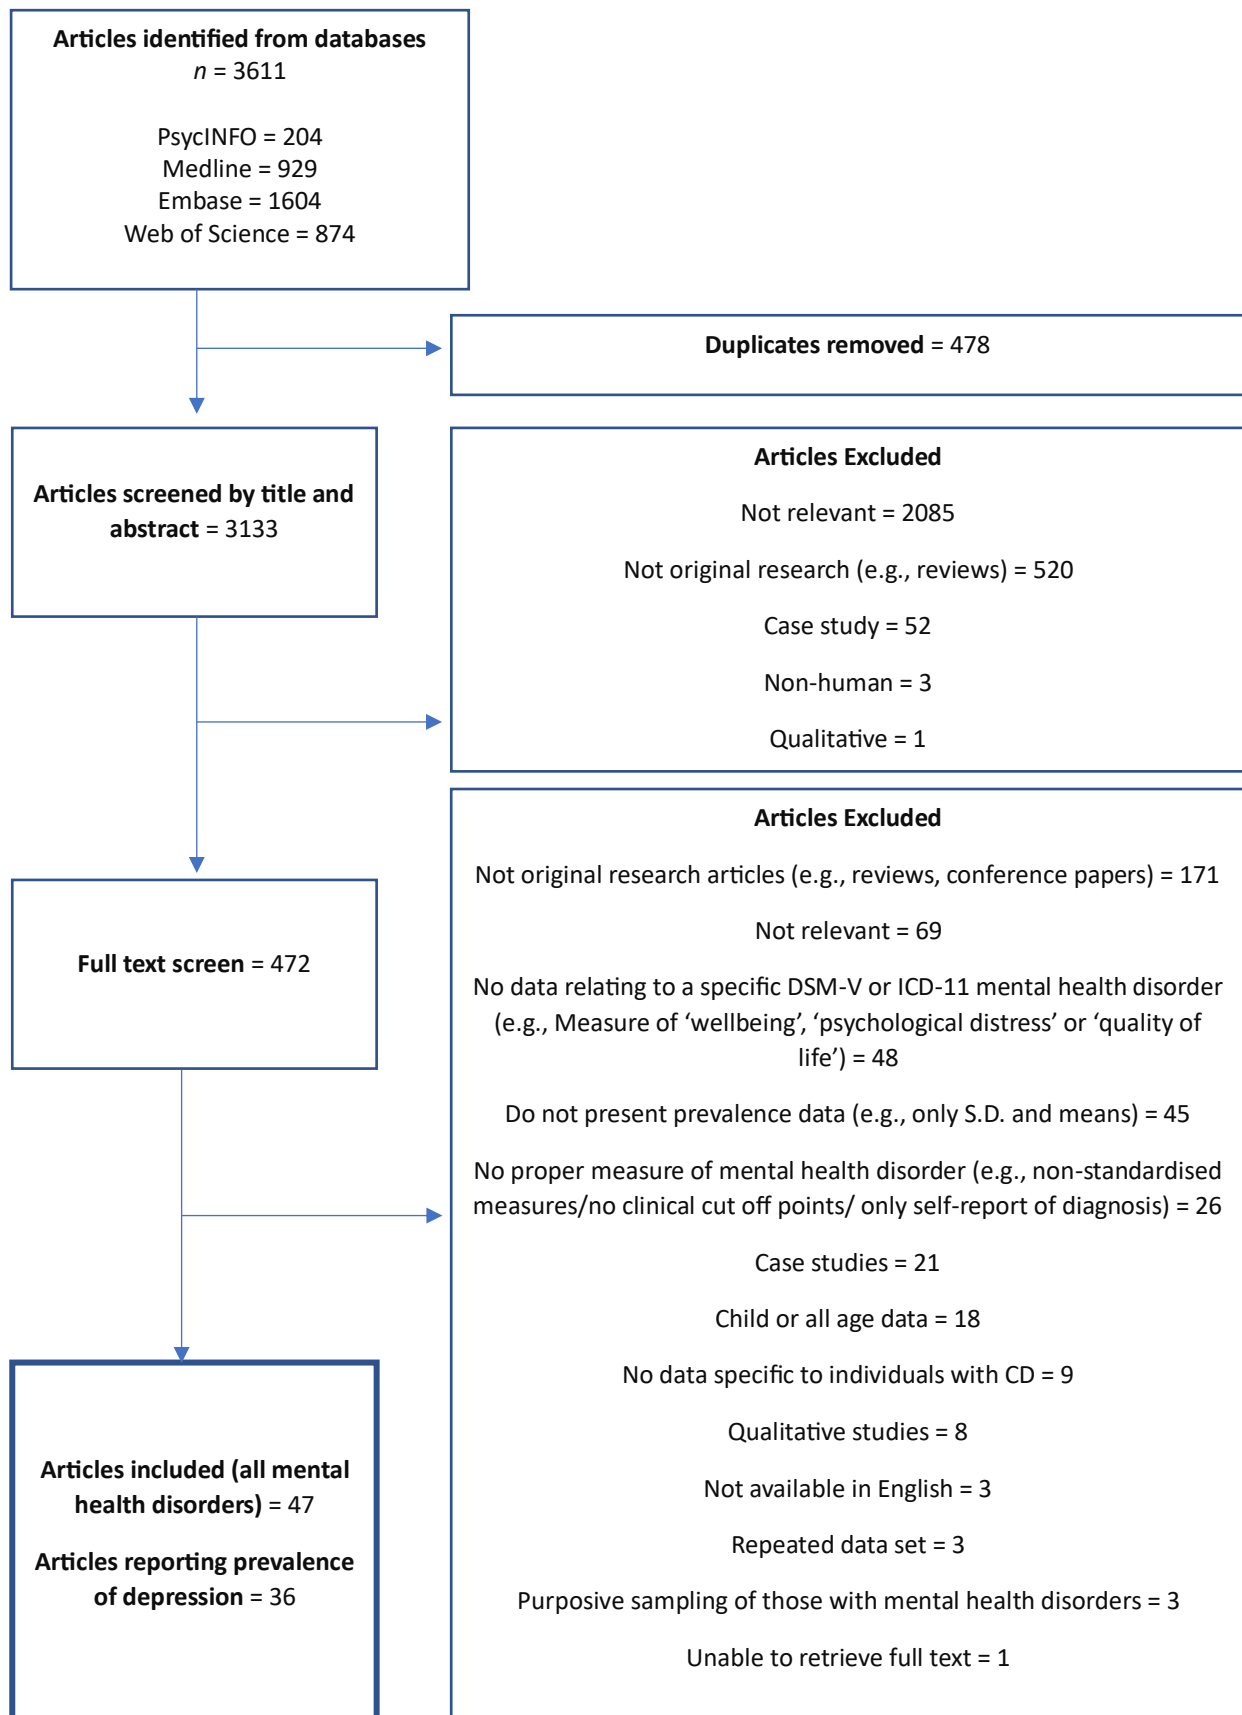 Articles identified from databases
n = 3611
PsycINFO = 204
Medline = 929
Embase = 1604
Web of Science = 874
Duplicates removed = 478
Articles screened by title and
abstract = 3133
Articles Excluded
Not relevant = 2085
Not original research (e.g., reviews) = 520
Case study = 52
Non-human = 3
Qualitative = 1
Full text screen = 472
Articles Excluded
Not original research articles (e.g., reviews, conference papers) = 171
Not relevant = 69
No data relating to a specific DSM-V or ICD-11 mental health disorder
(e.g., Measure of ‘wellbeing’, ‘psychological distress’ or ‘quality of
life’) = 48
Do not present prevalence data (e.g., only S.D. and means) = 45
No proper measure of mental health disorder (e.g., non-standardised
measures/no clinical cut off points/ only self-report of diagnosis) = 26
Case studies = 21
Child or all age data = 18
No data specific to individuals with CD = 9
Qualitative studies = 8
Not available in English = 3
Repeated data set = 3
Purposive sampling of those with mental health disorders = 3
Unable to retrieve full text = 1
Articles included (all mental
health disorders) = 47
Articles reporting prevalence
of depression = 36